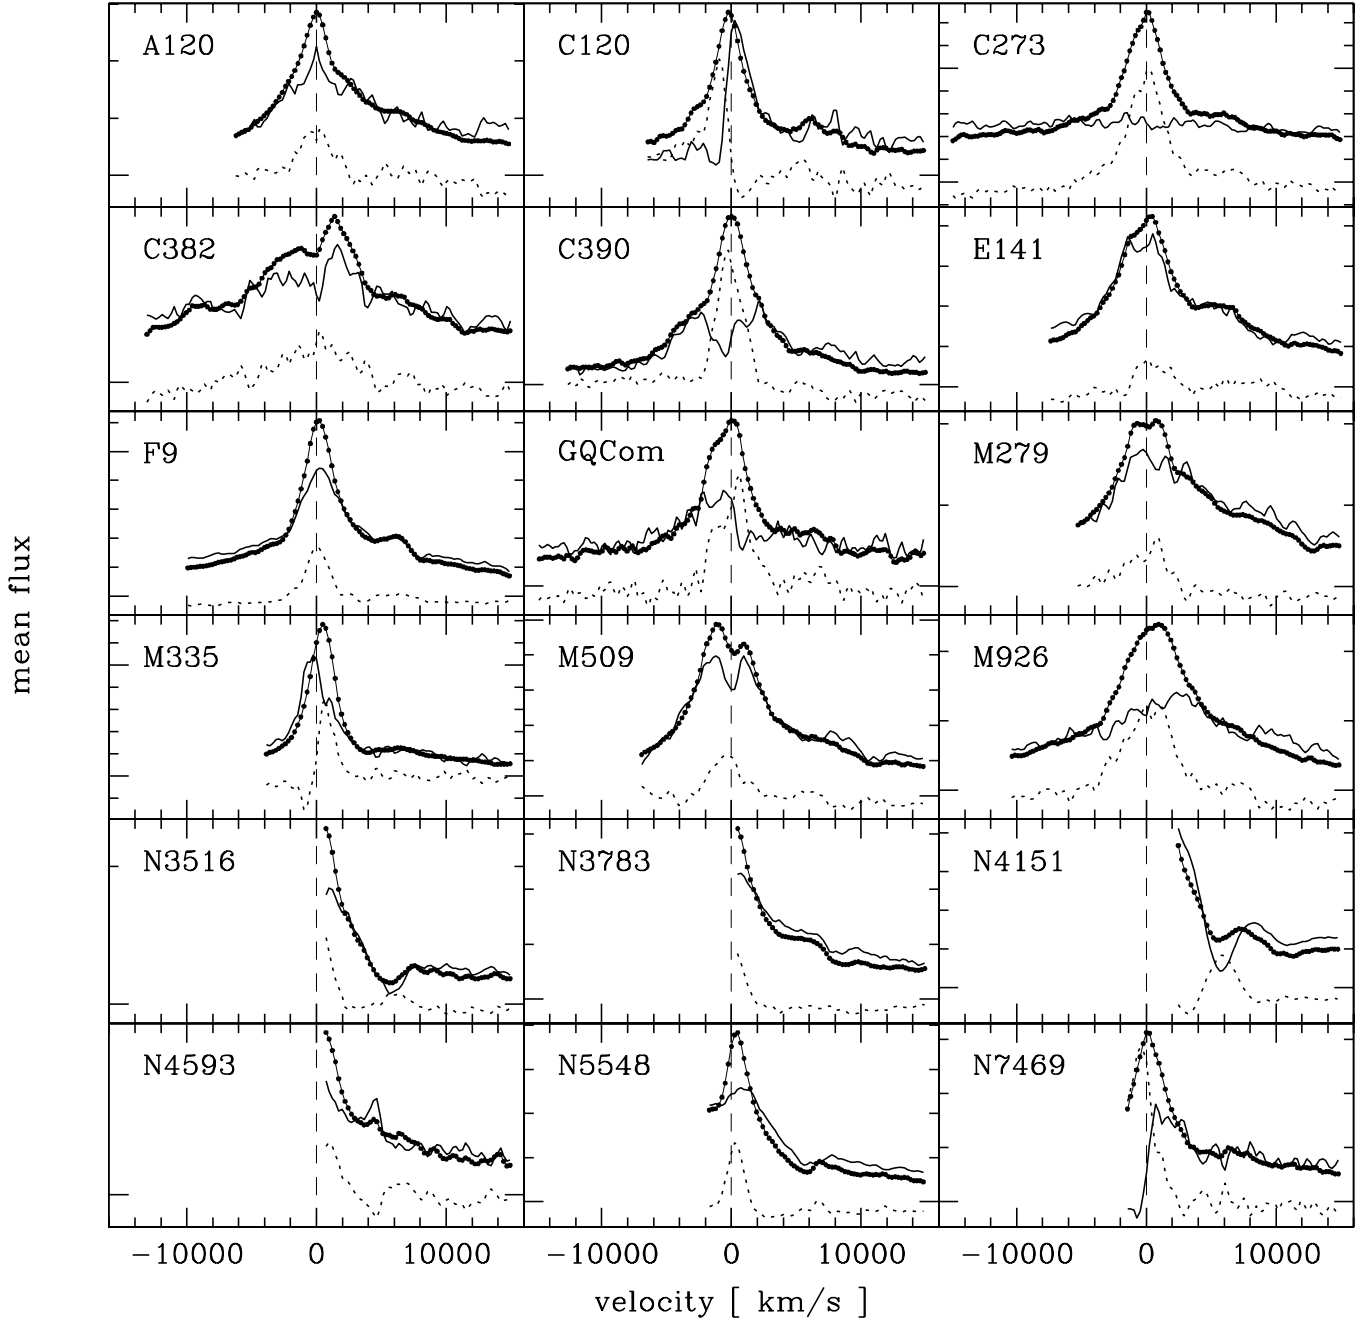 A120 C120 C273
C382 C390 E141
F9 GQCom M279
mean flux
M335 M509 M926
N3516 N3783 N4151
N4593 N5548 N7469
−10000 0 10000 −10000 0 10000 −10000 0 10000
velocity [ km/s ]